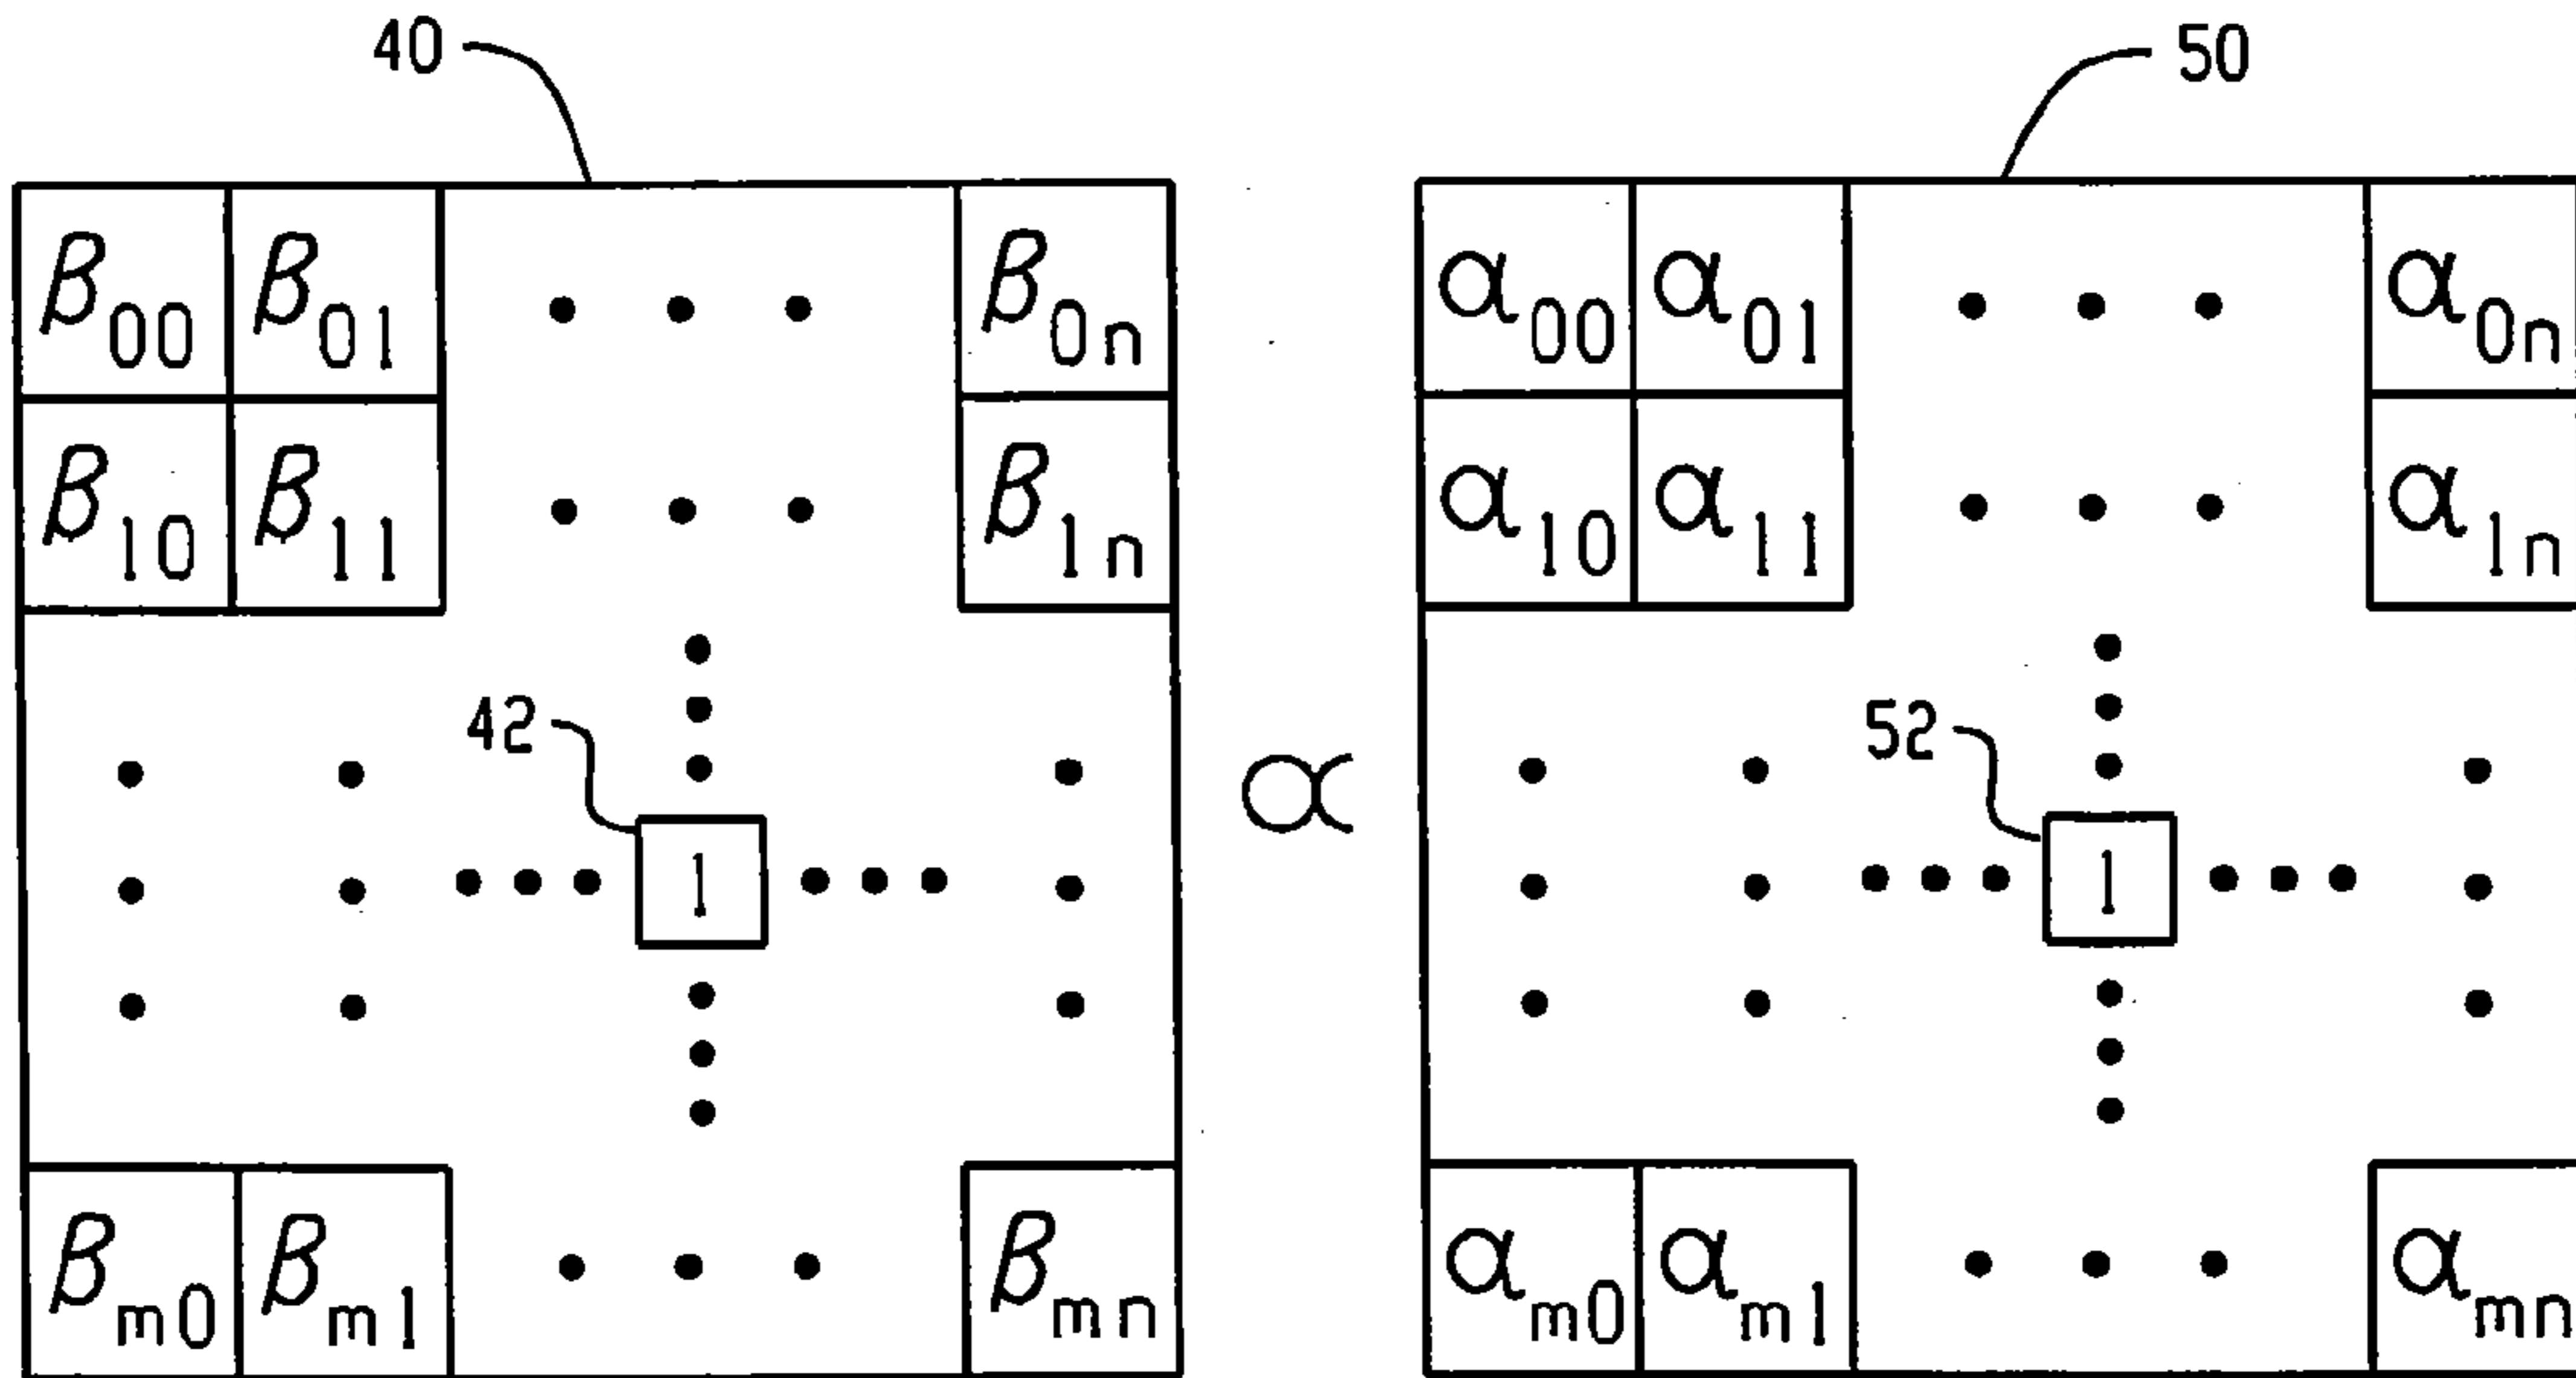 40 50
β00 β01 • • • β0n α00 α01 • • • α0n
β10 β11 • • • β1n α10 α11 • • • α1n
42 52
1 ∝ 1
βm0 βm1 • • • βmn αm0 αm1 • • • αmn